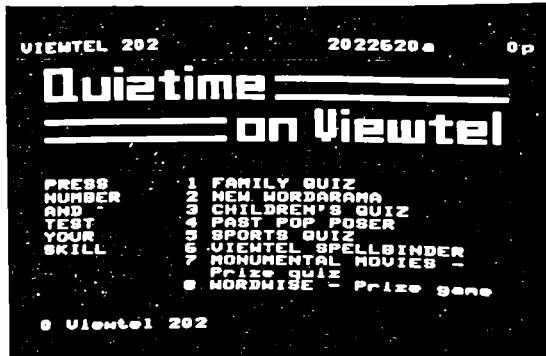 VIEWTEL 202 2022620a 0p
Quiztime
on Viewtel
PRESS 1 FAMILY QUIZ
NUMBER 2 NEW WORDARAMA
AND 3 CHILDREN'S QUIZ
TEST 4 PAST POP POSER
YOUR 5 SPORTS QUIZ
SKILL 6 VIEWTEL SPELLBINDER
7 MONUMENTAL MOVIES -
Prize quiz
8 WORDWISE - Prize game
0 Viewtel 202